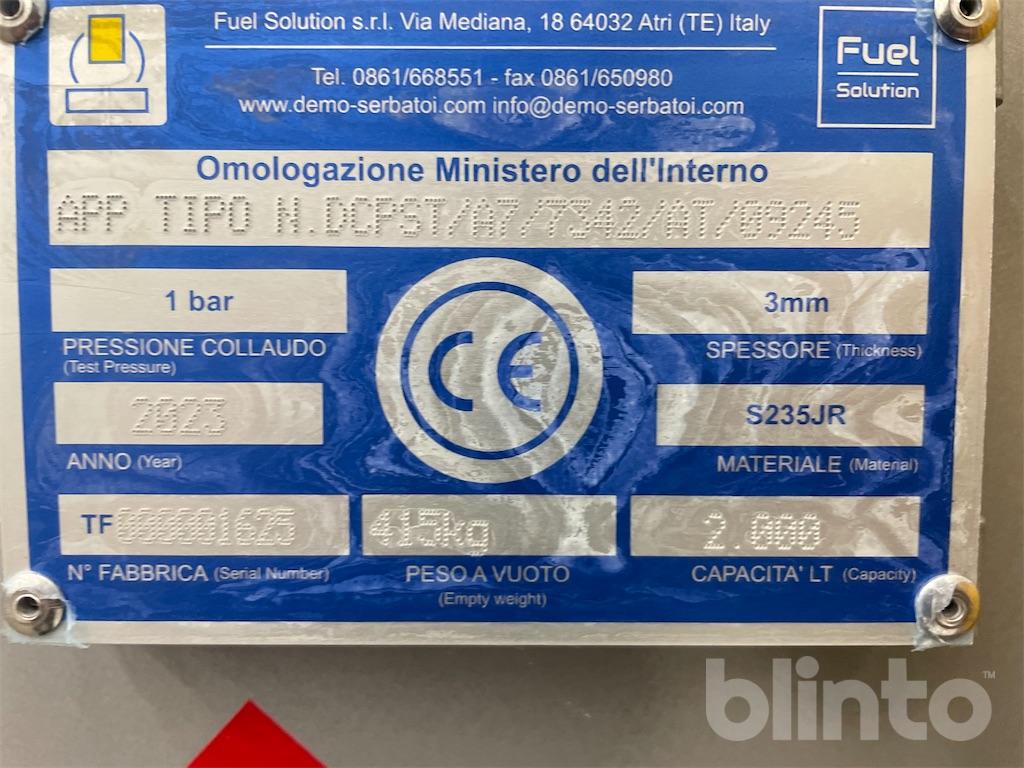 Fuel Solution s.r.l. Via Mediana, 18 64032 Atri (TE) Italy
Tel. 0861/668551 - fax 0861/650980
www.demo-serbatoi.com info@demo-serbatoi.com
Fuel
Solution
Omologazione Ministero dell'Interno
APP TIPO N.DCPST/A7/7342/AT/09245
1 bar
PRESSIONE COLLAUDO
(Test Pressure)
CE
3mm
SPESSORE (Thickness)
2023
ANNO (Year)
S235JR
MATERIALE (Material)
TF000001625
N° FABBRICA (Serial Number)
415kg
PESO A VUOTO
(Empty weight)
2.000
CAPACITA' LT (Capacity)
blinto™